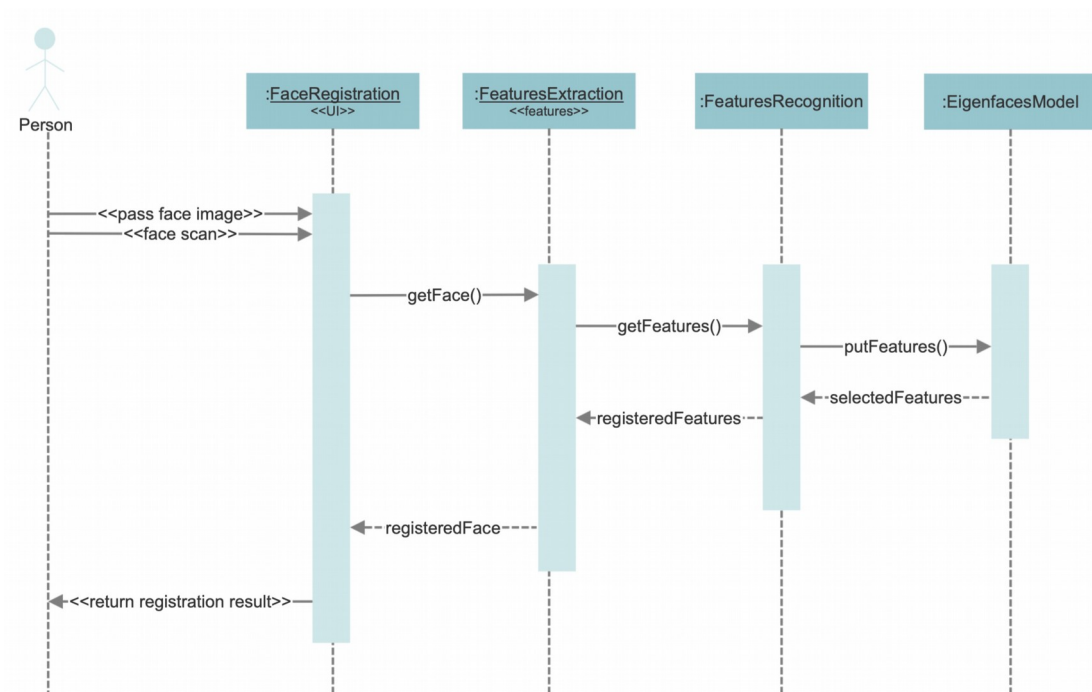 Person
:FaceRegistration
<<UI>>
:FeaturesExtraction
<<features>>
:FeaturesRecognition
:EigenfacesModel
<<pass face image>>
<<face scan>>
getFace()
getFeatures()
putFeatures()
selectedFeatures
registeredFeatures
registeredFace
<<return registration result>>